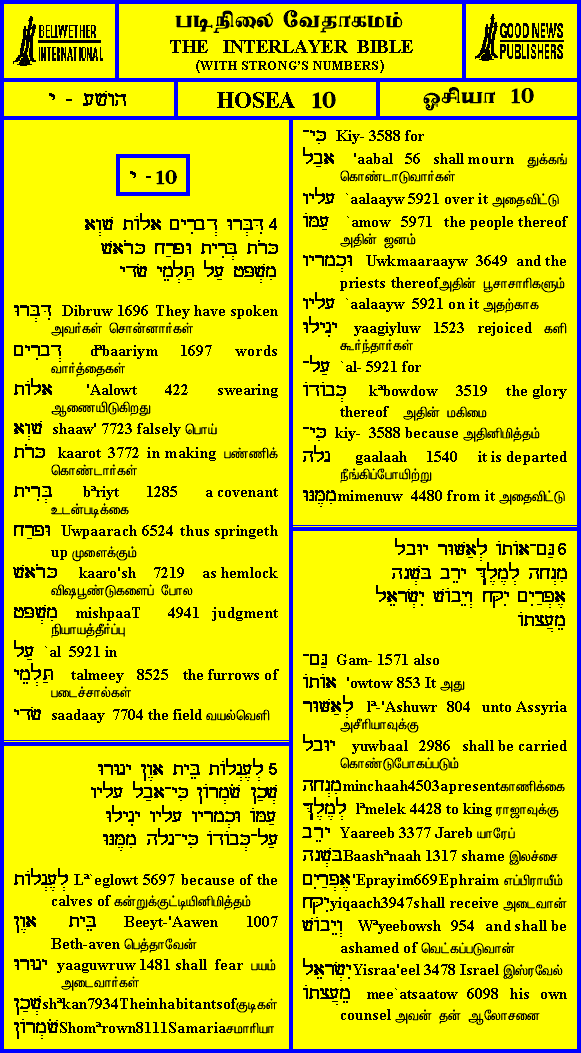 BELLWETHER
INTERNATIONAL
படிநிலை வேதாகமம்
THE INTERLAYER BIBLE
(WITH STRONG'S NUMBERS)
GOOD NEWS
PUBLISHERS
הושע - י
HOSEA 10
ஓசியா 10
י - 10
4 דִּבְּרוּ דְבָרִים אָלוֹת שָׁוְא
כָּרֹת בְּרִית וּפָרַח כָּרֹאשׁ
מִשְׁפָּט עַל תַּלְמֵי שָׂדָי
דִּבְּרוּ Dibruw 1696 They have spoken
அவர்கள் சொன்னார்கள்
דְבָרִים dªbaariym 1697 words
வார்த்தைகள்
אָלוֹת 'Aalowt 422 swearing
ஆணையிடுகிறது
שָׁוְא shaaw' 7723 falsely பொய்
כָּרֹת kaarot 3772 in making பண்ணிக்
கொண்டார்கள்
בְּרִית bªriyt 1285 a covenant
உடன்படிக்கை
וּפָרַח Uwpaarach 6524 thus springeth
up முளைக்கும்
כָּרֹאשׁ kaaro'sh 7219 as hemlock
விஷபூண்டுகளைப் போல
מִשְׁפָּט mishpaaT 4941 judgment
நியாயத்தீர்ப்பு
עַל `al 5921 in
תַּלְמֵי talmeey 8525 the furrows of
படைச்சால்கள்
שָׂדָי saadaay 7704 the field வயல்வெளி
5 לְעֶגְלוֹת בֵּית אָוֶן יָגוּרוּ
שְׁכַן שֹׁמְרוֹן כִּי־אָבַל עָלָיו
עַמּוֹ וּכְמָרָיו עָלָיו יָגִילוּ
עַל־כְּבוֹדוֹ כִּי־גָלָה מִמֶּנּוּ
לְעֶגְלוֹת Lª`eglowt 5697 because of the
calves of கன்றுக்குட்டியினிமித்தம்
בֵּית אָוֶן Beeyt-'Aawen 1007
Beth-aven பெத்தாவேன்
יָגוּרוּ yaaguwruw 1481 shall fear பயம்
அடைவார்கள்
שְׁכַן shªkan7934Theinhabitantsofகுடிகள்
שֹׁמְרוֹן Shomªrown8111Samariaசமாரியா
כִּי־ Kiy- 3588 for
אָבַל 'aabal 56 shall mourn துக்கங்
கொண்டாடுவார்கள்
עָלָיו `aalaayw 5921 over it அதைவிட்டு
עַמּוֹ `amow 5971 the people thereof
அதின் ஜனம்
וּכְמָרָיו Uwkmaaraayw 3649 and the
priests thereofஅதின் பூசாசாரிகளும்
עָלָיו `aalaayw 5921 on it அதற்காக
יָגִילוּ yaagiyluw 1523 rejoiced களி
கூர்ந்தார்கள்
עַל־ `al- 5921 for
כְּבוֹדוֹ kªbowdow 3519 the glory
thereof அதின் மகிமை
כִּי־ kiy- 3588 because அதினிமித்தம்
גָלָה gaalaah 1540 it is departed
நீங்கிப்போயிற்று
מִמֶּנּוּ mimenuw 4480 from it அதைவிட்டு
6 גַּם־אוֹתוֹ לְאַשּׁוּר יוּבָל
מִנְחָה לְמֶלֶךְ יָרֵב בָּשְׁנָה
אֶפְרַיִם יִקָּח וְיֵבוֹשׁ יִשְׂרָאֵל
מֵעֲצָתוֹ
גַּם־ Gam- 1571 also
אוֹתוֹ 'owtow 853 It அது
לְאַשּׁוּר lª-'Ashuwr 804 unto Assyria
அசீரியாவுக்கு
יוּבָל yuwbaal 2986 shall be carried
கொண்டுபோகப்படும்
מִנְחָה minchaah4503apresentகாணிக்கை
לְמֶלֶךְ lªmelek 4428 to king ராஜாவுக்கு
יָרֵב Yaareeb 3377 Jareb யாரேப்
בָּשְׁנָה Baashªnaah 1317 shame இலச்சை
אֶפְרַיִם 'Eprayim669Ephraim எப்பிராயீம்
יִקָּח yiqaach3947shall receive அடைவான்
וְיֵבוֹשׁ Wªyeebowsh 954 and shall be
ashamed of வெட்கப்படுவான்
יִשְׂרָאֵל Yisraa'eel 3478 Israel இஸ்ரவேல்
מֵעֲצָתוֹ mee`atsaatow 6098 his own
counsel அவன் தன் ஆலோசனை